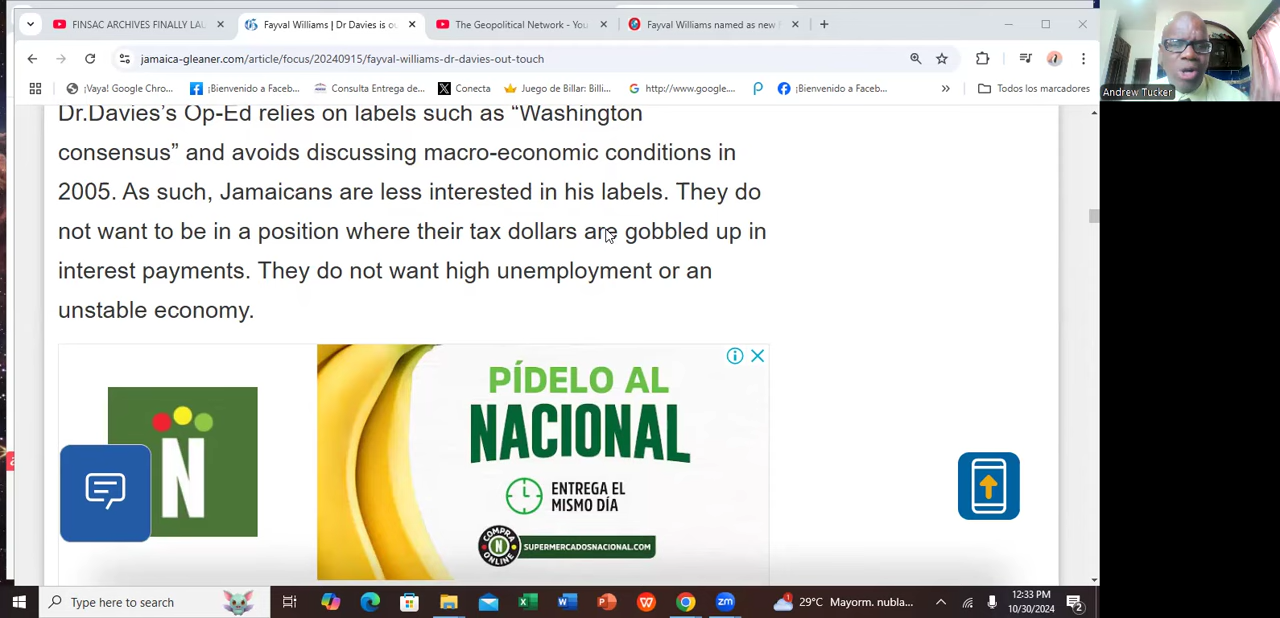 FINSAC ARCHIVES FINALLY LAU
Fayval Williams | Dr Davies is ou
The Geopolitical Network - You
Fayval Williams named as new
jamaica-gleaner.com/article/focus/20240915/fayval-williams-dr-davies-out-touch
¡Vaya! Google Chro...
¡Bienvenido a Faceb...
Consulta Entrega de...
Conecta
Juego de Billar: Billi...
http://www.google....
¡Bienvenido a Faceb...
»
Todos los marcadores
Andrew Tucker
Dr.Davies's Op-Ed relies on labels such as “Washington
consensus” and avoids discussing macro-economic conditions in
2005. As such, Jamaicans are less interested in his labels. They do
not want to be in a position where their tax dollars are gobbled up in
interest payments. They do not want high unemployment or an
unstable economy.
N
PÍDELO AL
NACIONAL
ENTREGA EL
MISMO DÍA
COMPRA
N
ONLINE
SUPERMERCADOSNACIONAL.COM
Type here to search
29°C Mayorm. nubla...
12:33 PM
10/30/2024
2